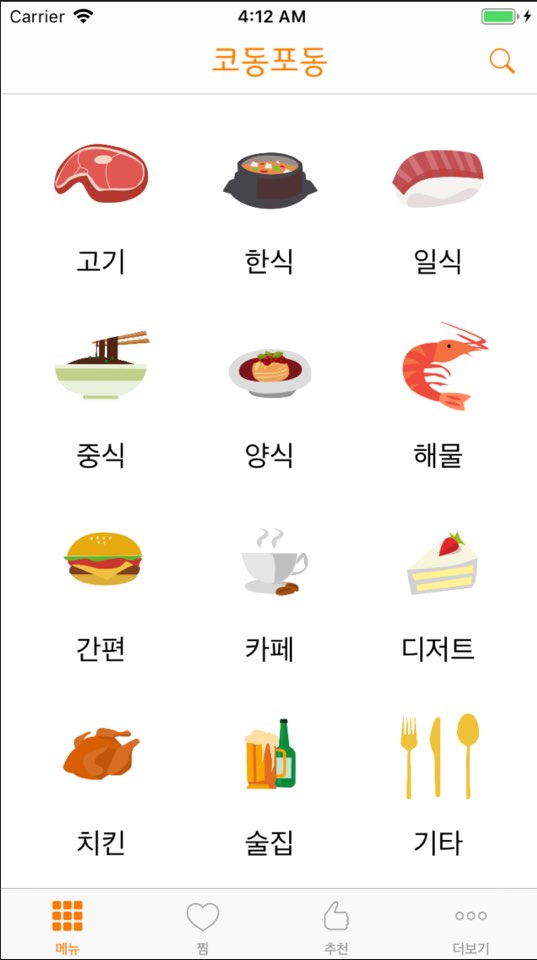 Carrier 4:12 AM
코동포동
고기 한식 일식
중식 양식 해물
간편 카페 디저트
치킨 술집 기타
메뉴 찜 추천 더보기